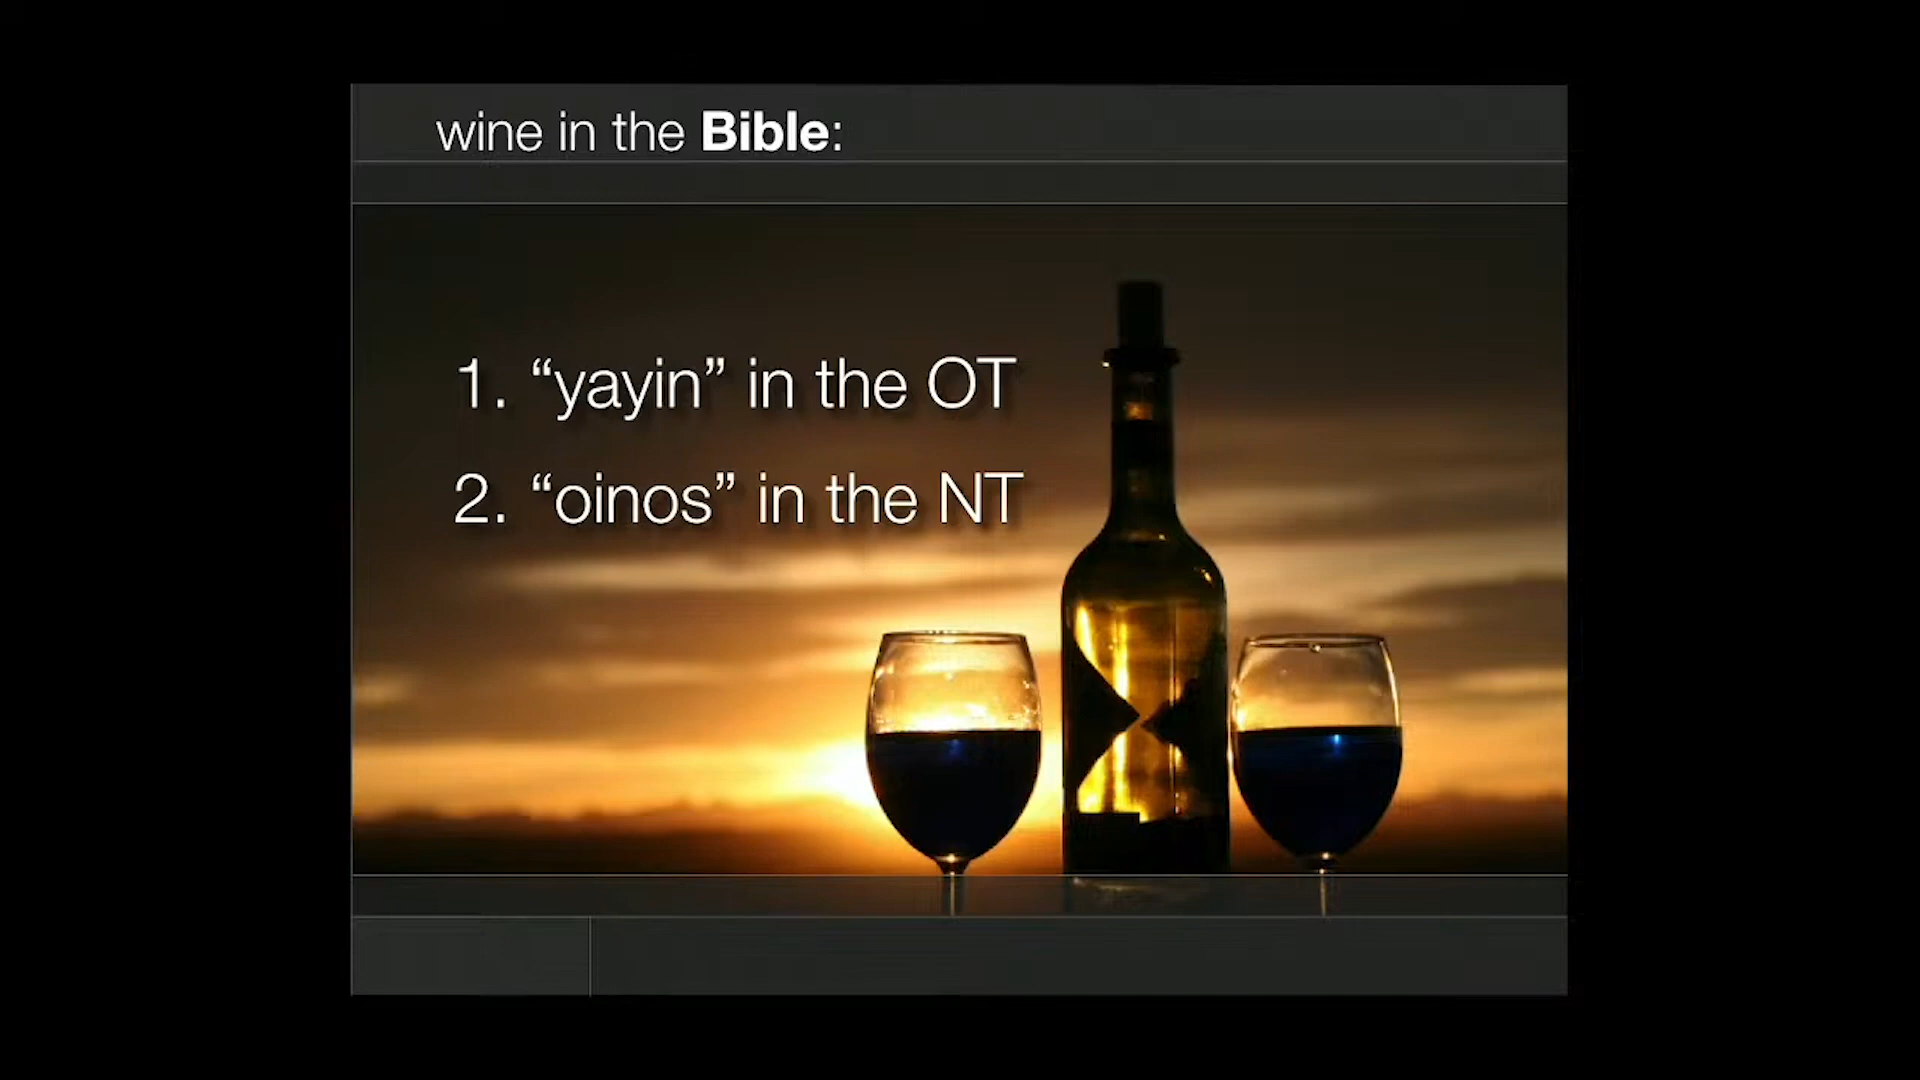 wine in the Bible:
1. “yayin” in the OT
2. “oinos” in the NT